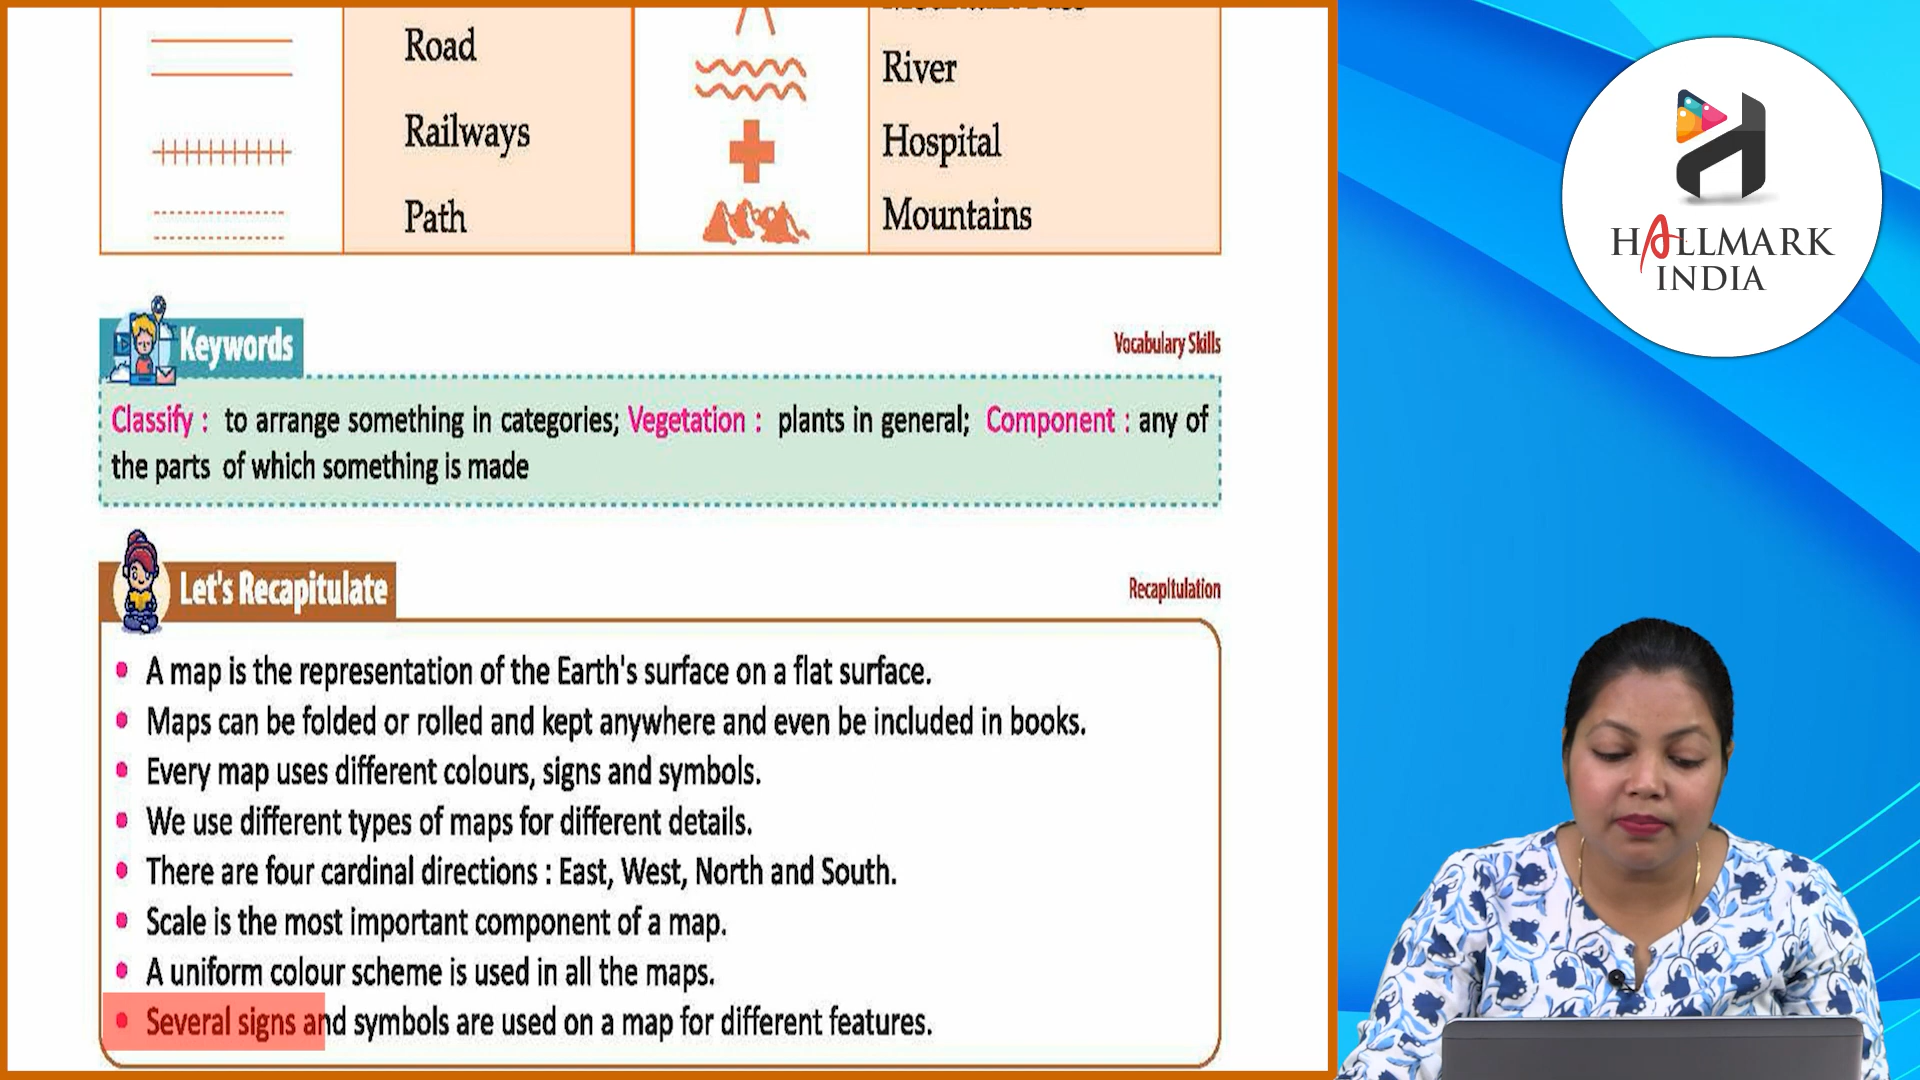 Road
River
Railways
Hospital
Path
Mountains
Keywords
Vocabulary Skills
Classify : to arrange something in categories; Vegetation : plants in general; Component : any of
the parts of which something is made
Let's Recapitulate
Recapitulation
• A map is the representation of the Earth's surface on a flat surface.
• Maps can be folded or rolled and kept anywhere and even be included in books.
• Every map uses different colours, signs and symbols.
• We use different types of maps for different details.
• There are four cardinal directions : East, West, North and South.
• Scale is the most important component of a map.
• A uniform colour scheme is used in all the maps.
• Several signs and symbols are used on a map for different features.
HALLMARK
INDIA